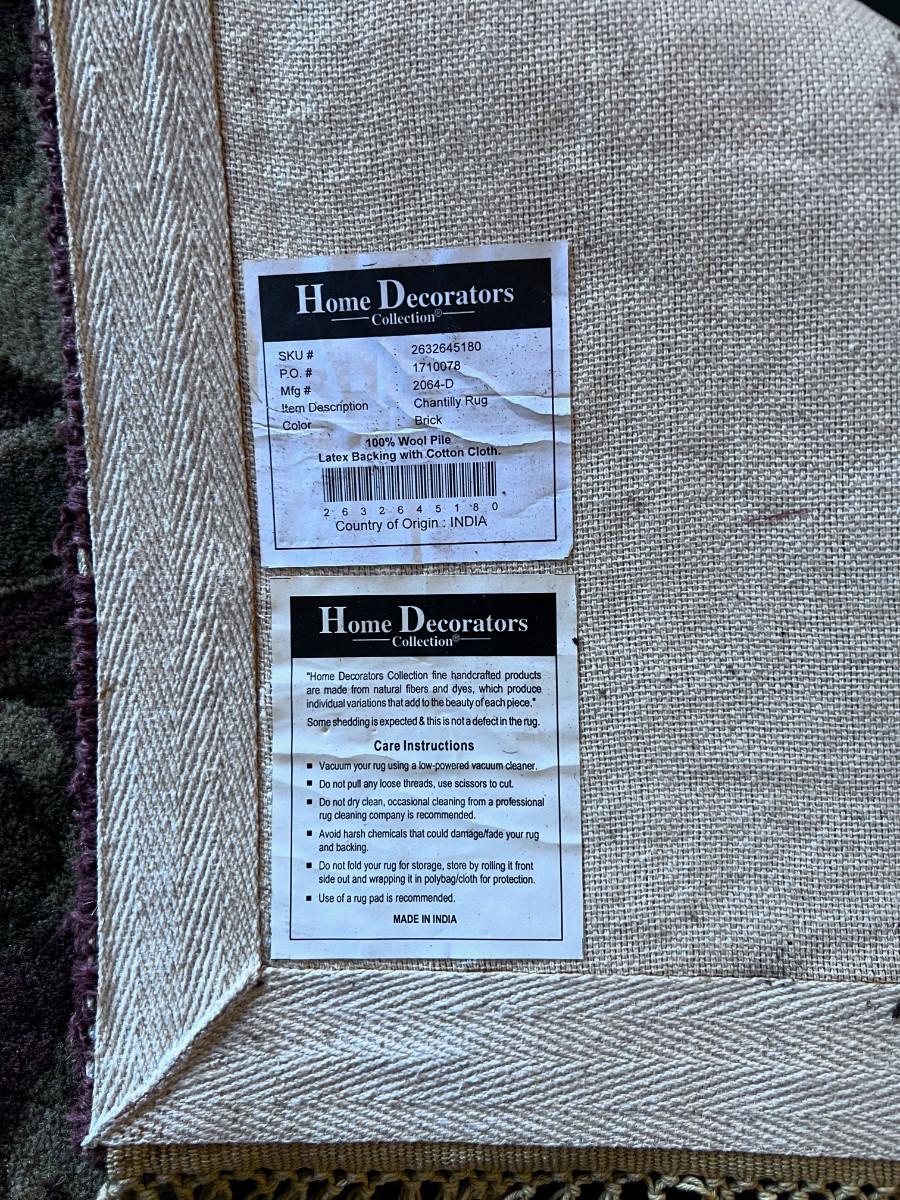 Home Decorators
Collection®
SKU # : 2632645180
P.O. # : 1710078
Mfg # : 2064-D
Item Description : Chantilly Rug
Color : Brick
100% Wool Pile
Latex Backing with Cotton Cloth.
2 6 3 2 6 4 5 1 8 0
Country of Origin : INDIA
Home Decorators
Collection®
"Home Decorators Collection fine handcrafted products
are made from natural fibers and dyes, which produce
individual variations that add to the beauty of each piece."
Some shedding is expected & this is not a defect in the rug.
Care Instructions
▪ Vacuum your rug using a low-powered vacuum cleaner.
▪ Do not pull any loose threads, use scissors to cut.
▪ Do not dry clean, occasional cleaning from a professional
rug cleaning company is recommended.
▪ Avoid harsh chemicals that could damage/fade your rug
and backing.
▪ Do not fold your rug for storage, store by rolling it front
side out and wrapping it in polybag/cloth for protection.
▪ Use of a rug pad is recommended.
MADE IN INDIA